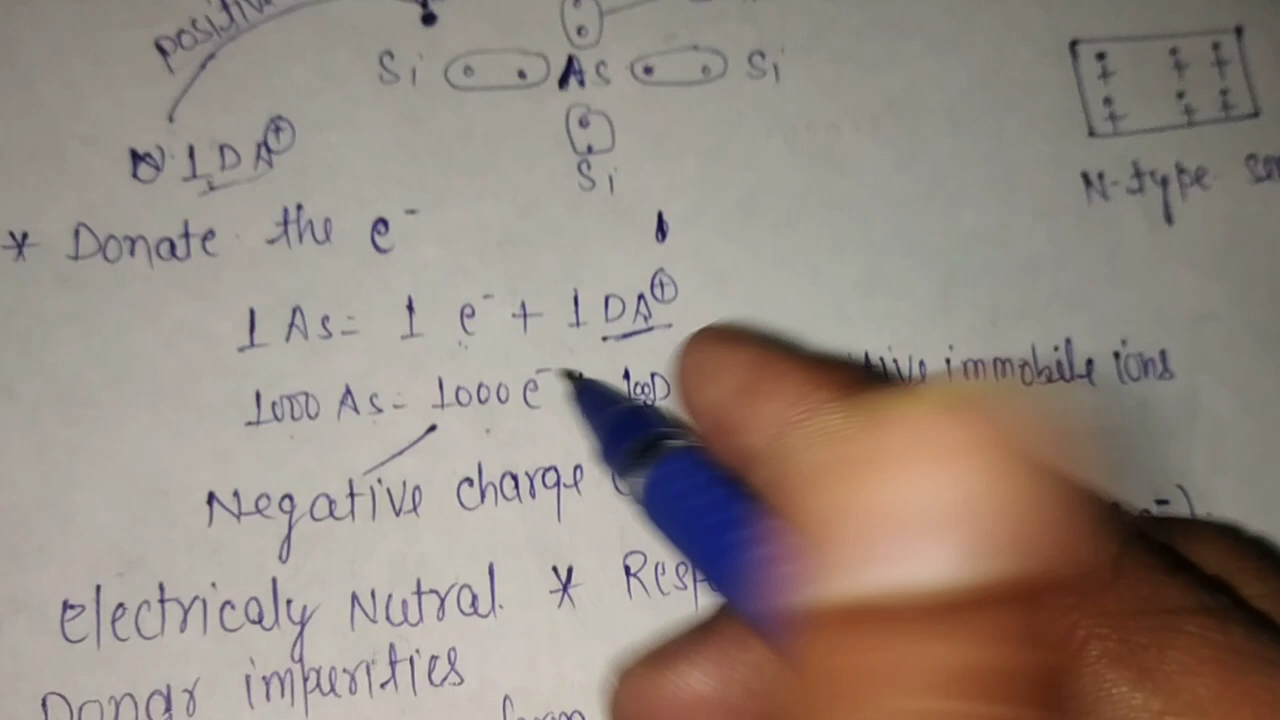 positive
Si As Si
1 DA⊕
Si
N-type
* Donate the e⁻
1 As = 1 e⁻ + 1 DA⊕
1000 As = 1000 e⁻
immobile ions
Negative charge
electricaly Nutral * Resp
Donar impurities